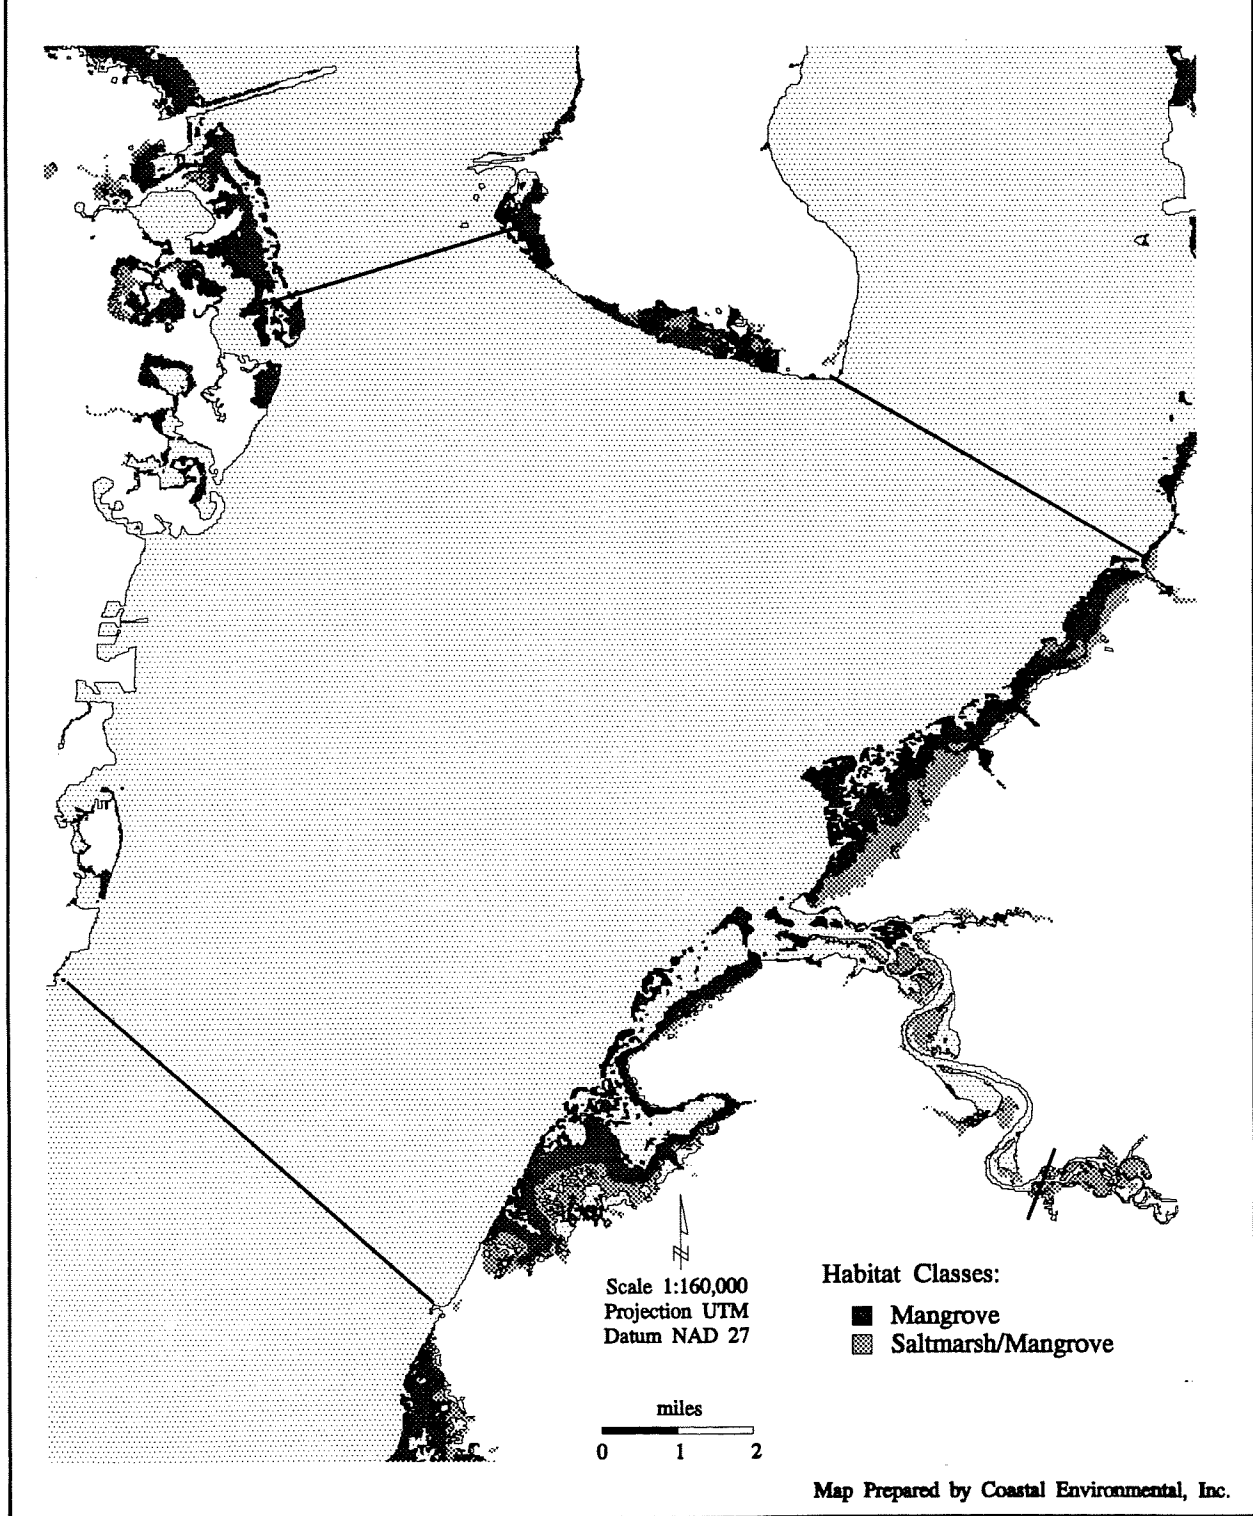 Scale 1:160,000
Projection UTM
Datum NAD 27
Habitat Classes:
Mangrove
Saltmarsh/Mangrove
miles
0 1 2
Map Prepared by Coastal Environmental, Inc.